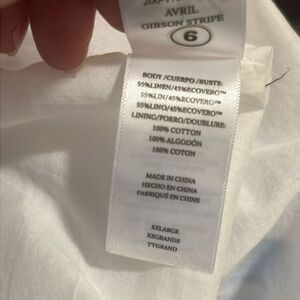 AVRIL
GIBSON STRIPE
6
BODY /CUERPO /BUSTE:
55%LINEN/45%ECOVERO™
55%LIN/45%ECOVERO™
55%LINO/45%ECOVERO™
LINING/FORRO/DOUBLURE:
100% COTTON
100% ALGODÓN
100% COTON
MADE IN CHINA
HECHO EN CHINA
FABRIQUÉ EN CHINE
XXLARGE
XXGRANDE
TTGRAND